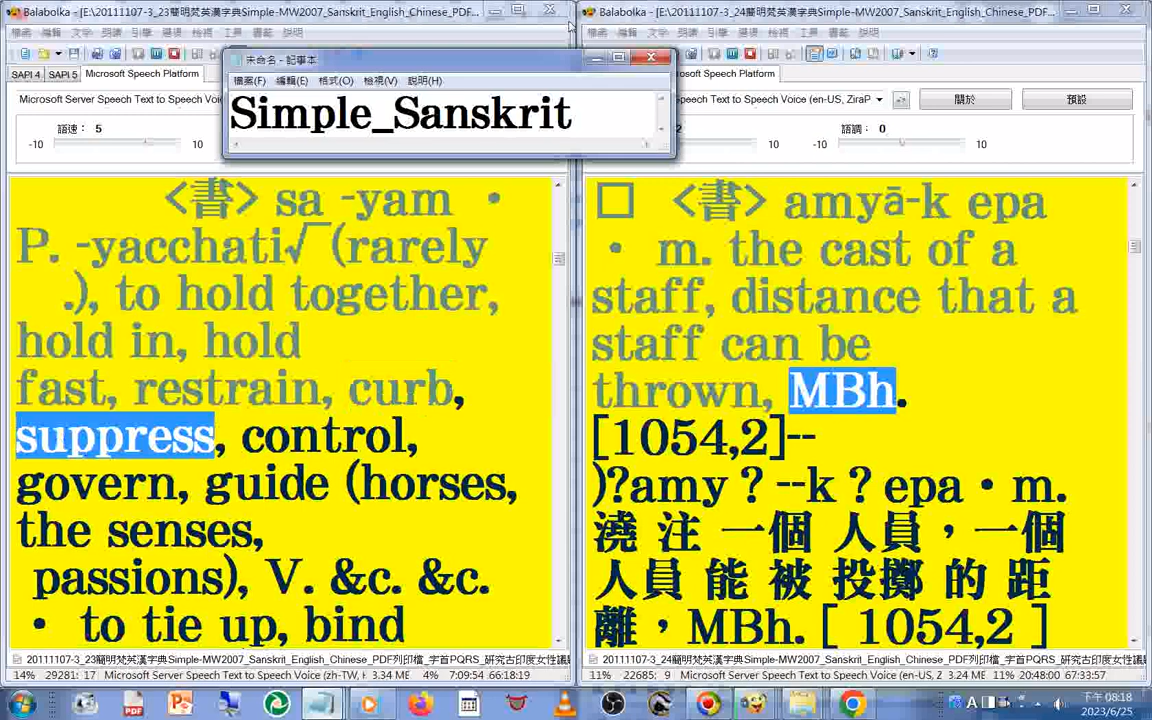 Balabolka - [E:\20111107-3_23簡明梵英漢字典Simple-MW2007_Sanskrit_English_Chinese_PDF...
Balabolka - [E:\20111107-3_24簡明梵英漢字典Simple-MW2007_Sanskrit_English_Chinese_PDF...
未命名 - 記事本
檔案(F) 編輯(E) 格式(O) 檢視(V) 說明(H)
Simple_Sanskrit
SAPI 4 SAPI 5 Microsoft Speech Platform
Microsoft Server Speech Text to Speech Voi
語速： 5
-10 10
Speech Platform
Speech Text to Speech Voice (en-US, ZiraP
關於 預設
2 語調： 0
10 -10 10
<書> sa -yam •
P. -yacchati√ (rarely
.), to hold together,
hold in, hold
fast, restrain, curb,
suppress, control,
govern, guide (horses,
the senses,
passions), V. &c. &c.
• to tie up, bind
□ <書> amyā-k epa
• m. the cast of a
staff, distance that a
staff can be
thrown, MBh.
[1054,2]--
)?amy ? --k ? epa • m.
澆 注 一個 人員，一個
人員 能 被 投擲 的 距
離，MBh. [ 1054,2 ]
20111107-3_23簡明梵英漢字典Simple-MW2007_Sanskrit_English_Chinese_PDF列印檔_字首PQRS_研究古印度女性議
20111107-3_24簡明梵英漢字典Simple-MW2007_Sanskrit_English_Chinese_PDF列印檔_字首PQRS_研究古印度女性議
14% 29281: 17 Microsoft Server Speech Text to Speech Voice (zh-TW, H 3.34 ME 4% 7:09:54 66:18:19
11% 22685: 9 Microsoft Server Speech Text to Speech Voice (en-US, Z 3.24 ME 11% 20:48:00 67:33:57
下午 08:18
2023/6/25